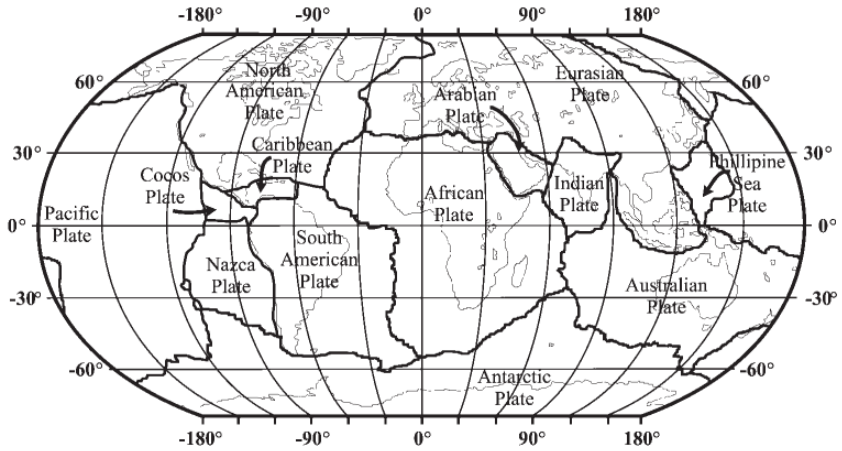 -180° -90° 0° 90° 180°
60° 60°
North
American
Plate
Eurasian
Plate
Arabian
Plate
30° 30°
Caribbean
Plate
Cocos
Plate
Phillipine
Sea
Plate
African
Plate
Indian
Plate
Pacific
Plate
0° 0°
South
American
Plate
Nazca
Plate
Australian
Plate
-30° -30°
-60° -60°
Antarctic
Plate
-180° -90° 0° 90° 180°